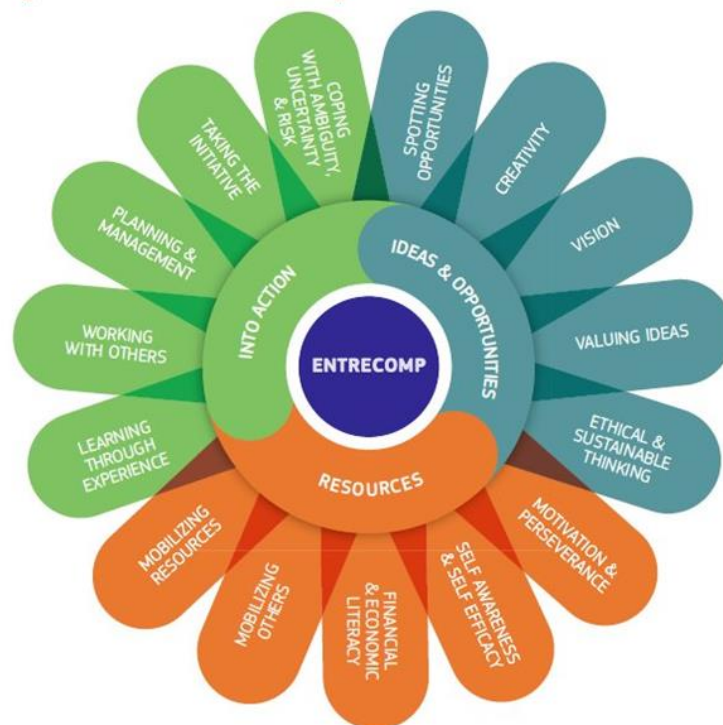 ENTRECOMP
IDEAS & OPPORTUNITIES
SPOTTING
OPPORTUNITIES
CREATIVITY
VISION
VALUING IDEAS
ETHICAL &
SUSTAINABLE
THINKING
RESOURCES
MOTIVATION &
PERSEVERANCE
SELF AWARENESS
& SELF EFFICACY
FINANCIAL
& ECONOMIC
LITERACY
MOBILIZING
OTHERS
MOBILIZING
RESOURCES
INTO ACTION
LEARNING
THROUGH
EXPERIENCE
WORKING
WITH OTHERS
PLANNING &
MANAGEMENT
TAKING THE
INITIATIVE
COPING
WITH AMBIGUITY,
UNCERTAINTY
& RISK